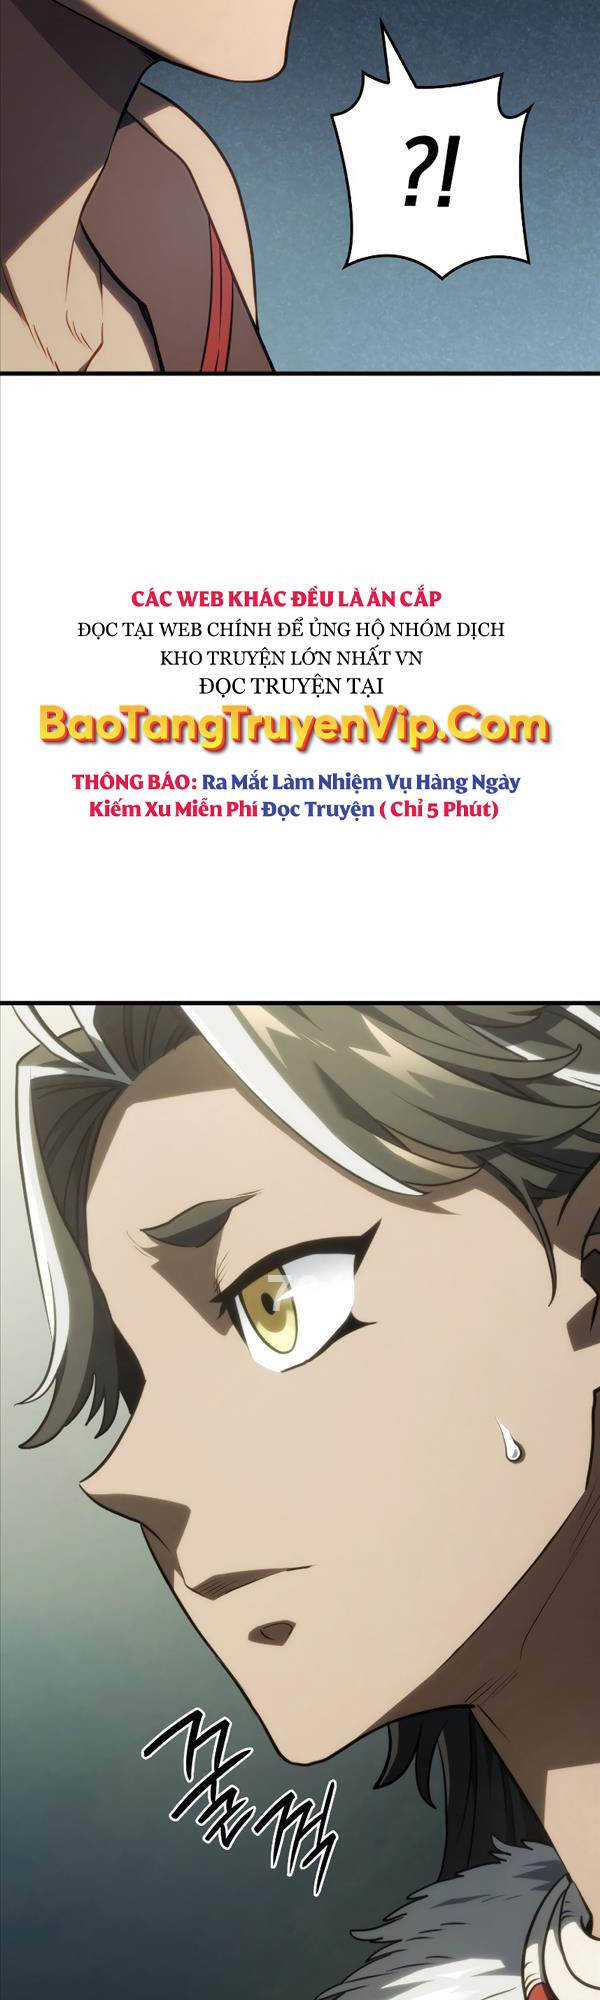 ?!
CÁC WEB KHÁC ĐỀU LÀ ĂN CẮP
ĐỌC TẠI WEB CHÍNH ĐỂ ỦNG HỘ NHÓM DỊCH
KHO TRUYỆN LỚN NHẤT VN
ĐỌC TRUYỆN TẠI
BaoTangTruyenVip.Com
THÔNG BÁO: Ra Mắt Làm Nhiệm Vụ Hàng Ngày
Kiếm Xu Miễn Phí Đọc Truyện ( Chỉ 5 Phút)
꼴깍